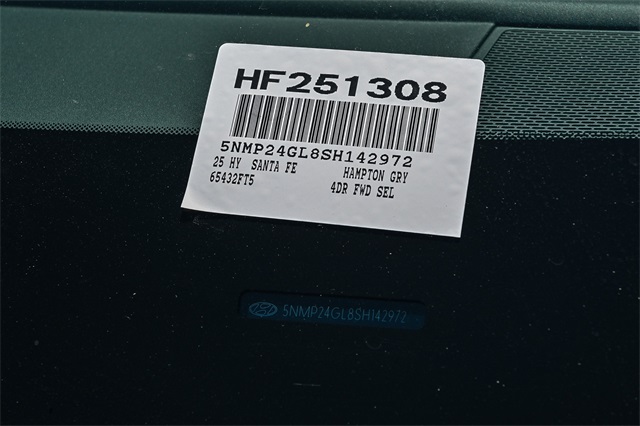 HF251308
5NMP24GL8SH142972
25 HY SANTA FE HAMPTON GRY
65432FT5 4DR FWD SEL
5NMP24GL8SH142972